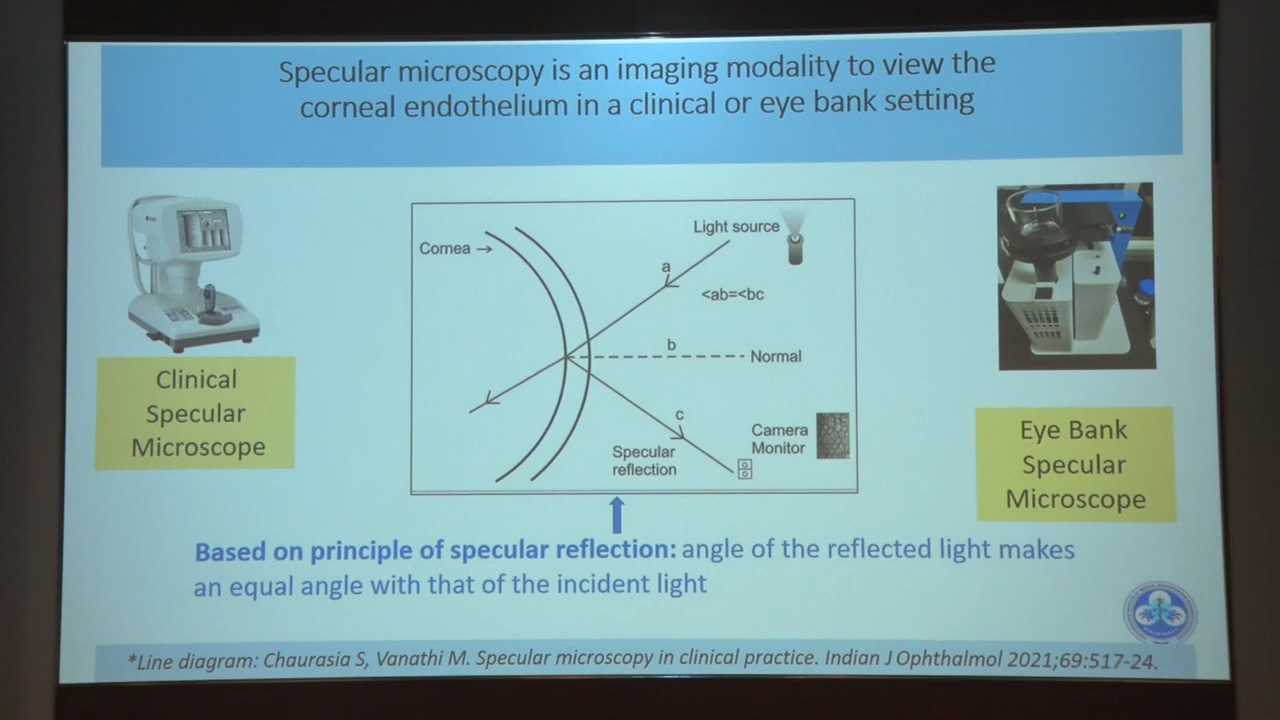 Specular microscopy is an imaging modality to view the
corneal endothelium in a clinical or eye bank setting
Cornea →
Light source
a
<ab=<bc
b
Normal
c
Camera
Monitor
Specular
reflection
Clinical
Specular
Microscope
Eye Bank
Specular
Microscope
Based on principle of specular reflection: angle of the reflected light makes
an equal angle with that of the incident light
*Line diagram: Chaurasia S, Vanathi M. Specular microscopy in clinical practice. Indian J Ophthalmol 2021;69:517-24.